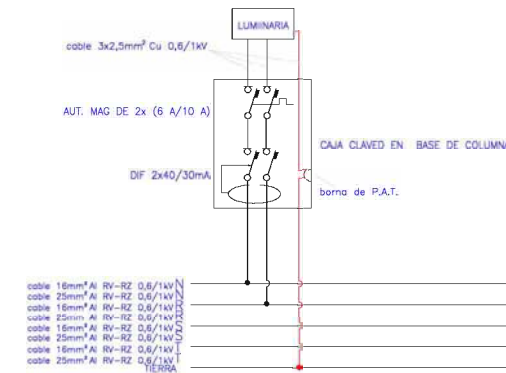 LUMINARIA
cable 3x2,5mm² Cu 0,6/1kV
AUT. MAG DE 2x (6 A/10 A)
CAJA CLAVED EN BASE DE COLUMNA
DIF 2x40/30mA.
borna de P.A.T.
cable 16mm² Al RV-RZ 0,6/1kV N
cable 25mm² Al RV-RZ 0,6/1kV N
cable 16mm² Al RV-RZ 0,6/1kV R
cable 25mm Al RV-RZ 0,6/1kV R
cable 16mm² Al RV-RZ 0,6/1kV S
cable 25mm² Al RV-RZ 0,6/1kV S
cable 16mm² Al RV-RZ 0,6/1kV T
cable 25mm² Al RV-RZ 0,6/1kV T
TIERRA